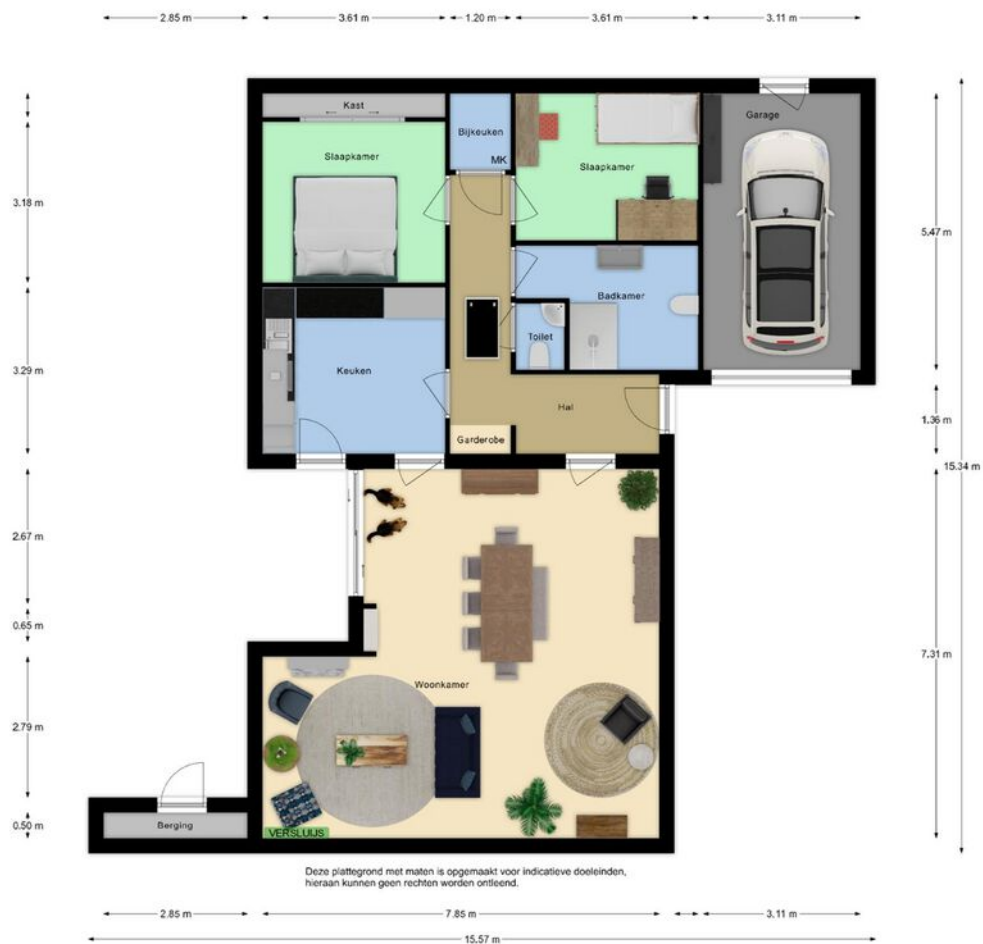 2.85 m
3.61 m
1.20 m
3.61 m
3.11 m
Kast
Bijkeuken
MK
Garage
Slaapkamer
Slaapkamer
3.18 m
5.47 m
Badkamer
Toilet
3.29 m
Keuken
Hal
1.36 m
Garderobe
15.34 m
2.67 m
0.65 m
7.31 m
Woonkamer
2.79 m
0.50 m
Berging
VERSLUIJS
Deze plattegrond met maten is opgemaakt voor indicatieve doeleinden,
hieraan kunnen geen rechten worden ontleend.
2.85 m
7.85 m
3.11 m
15.57 m